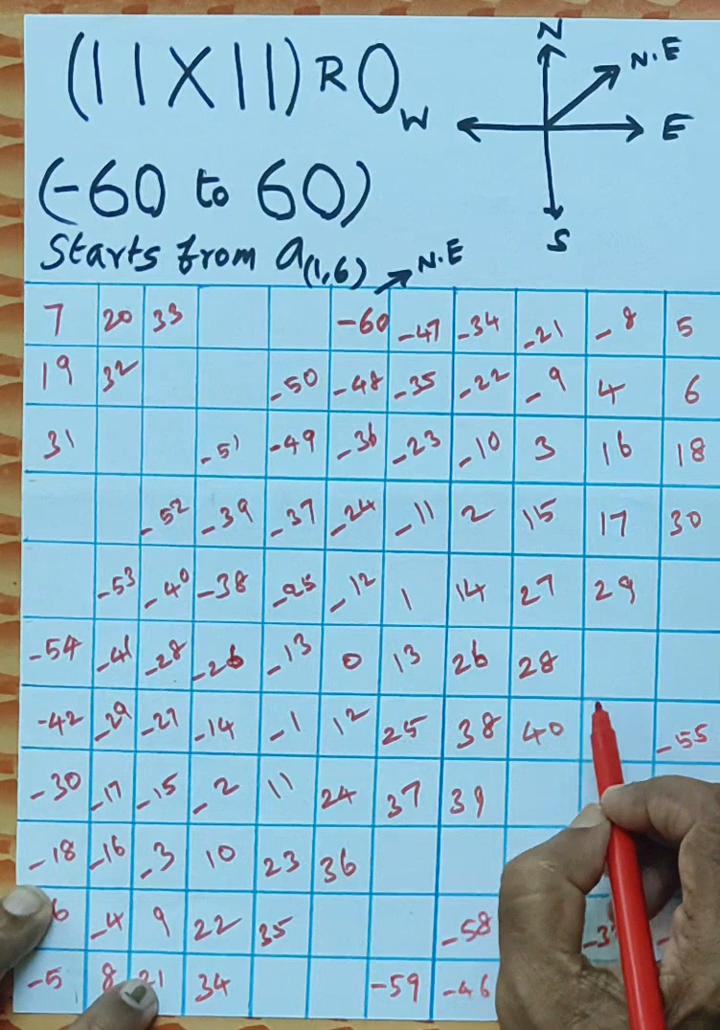 N
(11X11) R0
N.E
W
E
(-60 to 60)
S
Starts from a(1,6)
N.E
7 20 33 -60 -47 -34 -21 -8 5
19 32 -50 -48 -35 -22 -9 4 6
31 -51 -49 -36 -23 -10 3 16 18
-52 -39 -37 -24 -11 2 15 17 30
-53 -40 -38 -25 -12 1 14 27 29
-54 -41 -28 -26 -13 0 13 26 28
-42 -29 -27 -14 -1 12 25 38 40 -55
-30 -17 -15 -2 11 24 37 39
-18 -16 -3 10 23 36
6 -4 9 22 35 -58
-5 8 21 34 -59 -46